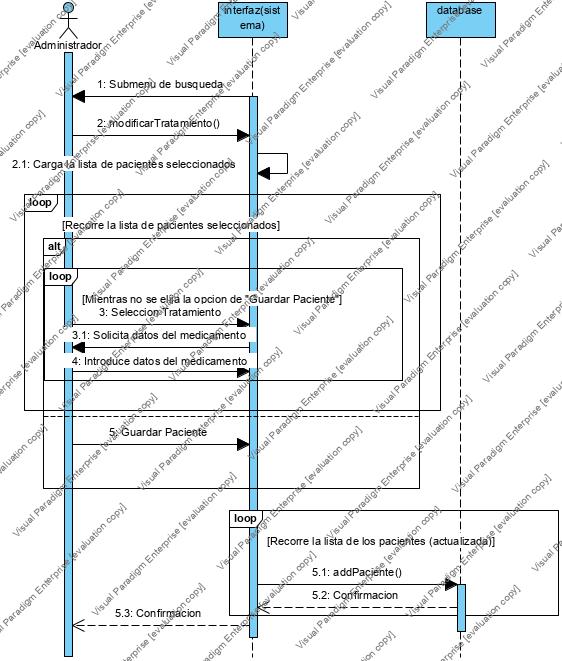 interfaz(sist
ema)
database
Administrador
1: Submenu de busqueda
2: modificarTratamiento()
2.1: Carga la lista de pacientes seleccionados
loop
[Recorre la lista de pacientes seleccionados]
alt
loop
[Mientras no se elija la opcion de "Guardar Paciente"]
3: Seleccion Tratamiento
3.1: Solicita datos del medicamento
4: Introduce datos del medicamento
5: Guardar Paciente
loop
[Recorre la lista de los pacientes (actualizada)]
5.1: addPaciente()
5.2: Confirmacion
5.3: Confirmacion
Visual Paradigm Enterprise [evaluation copy]